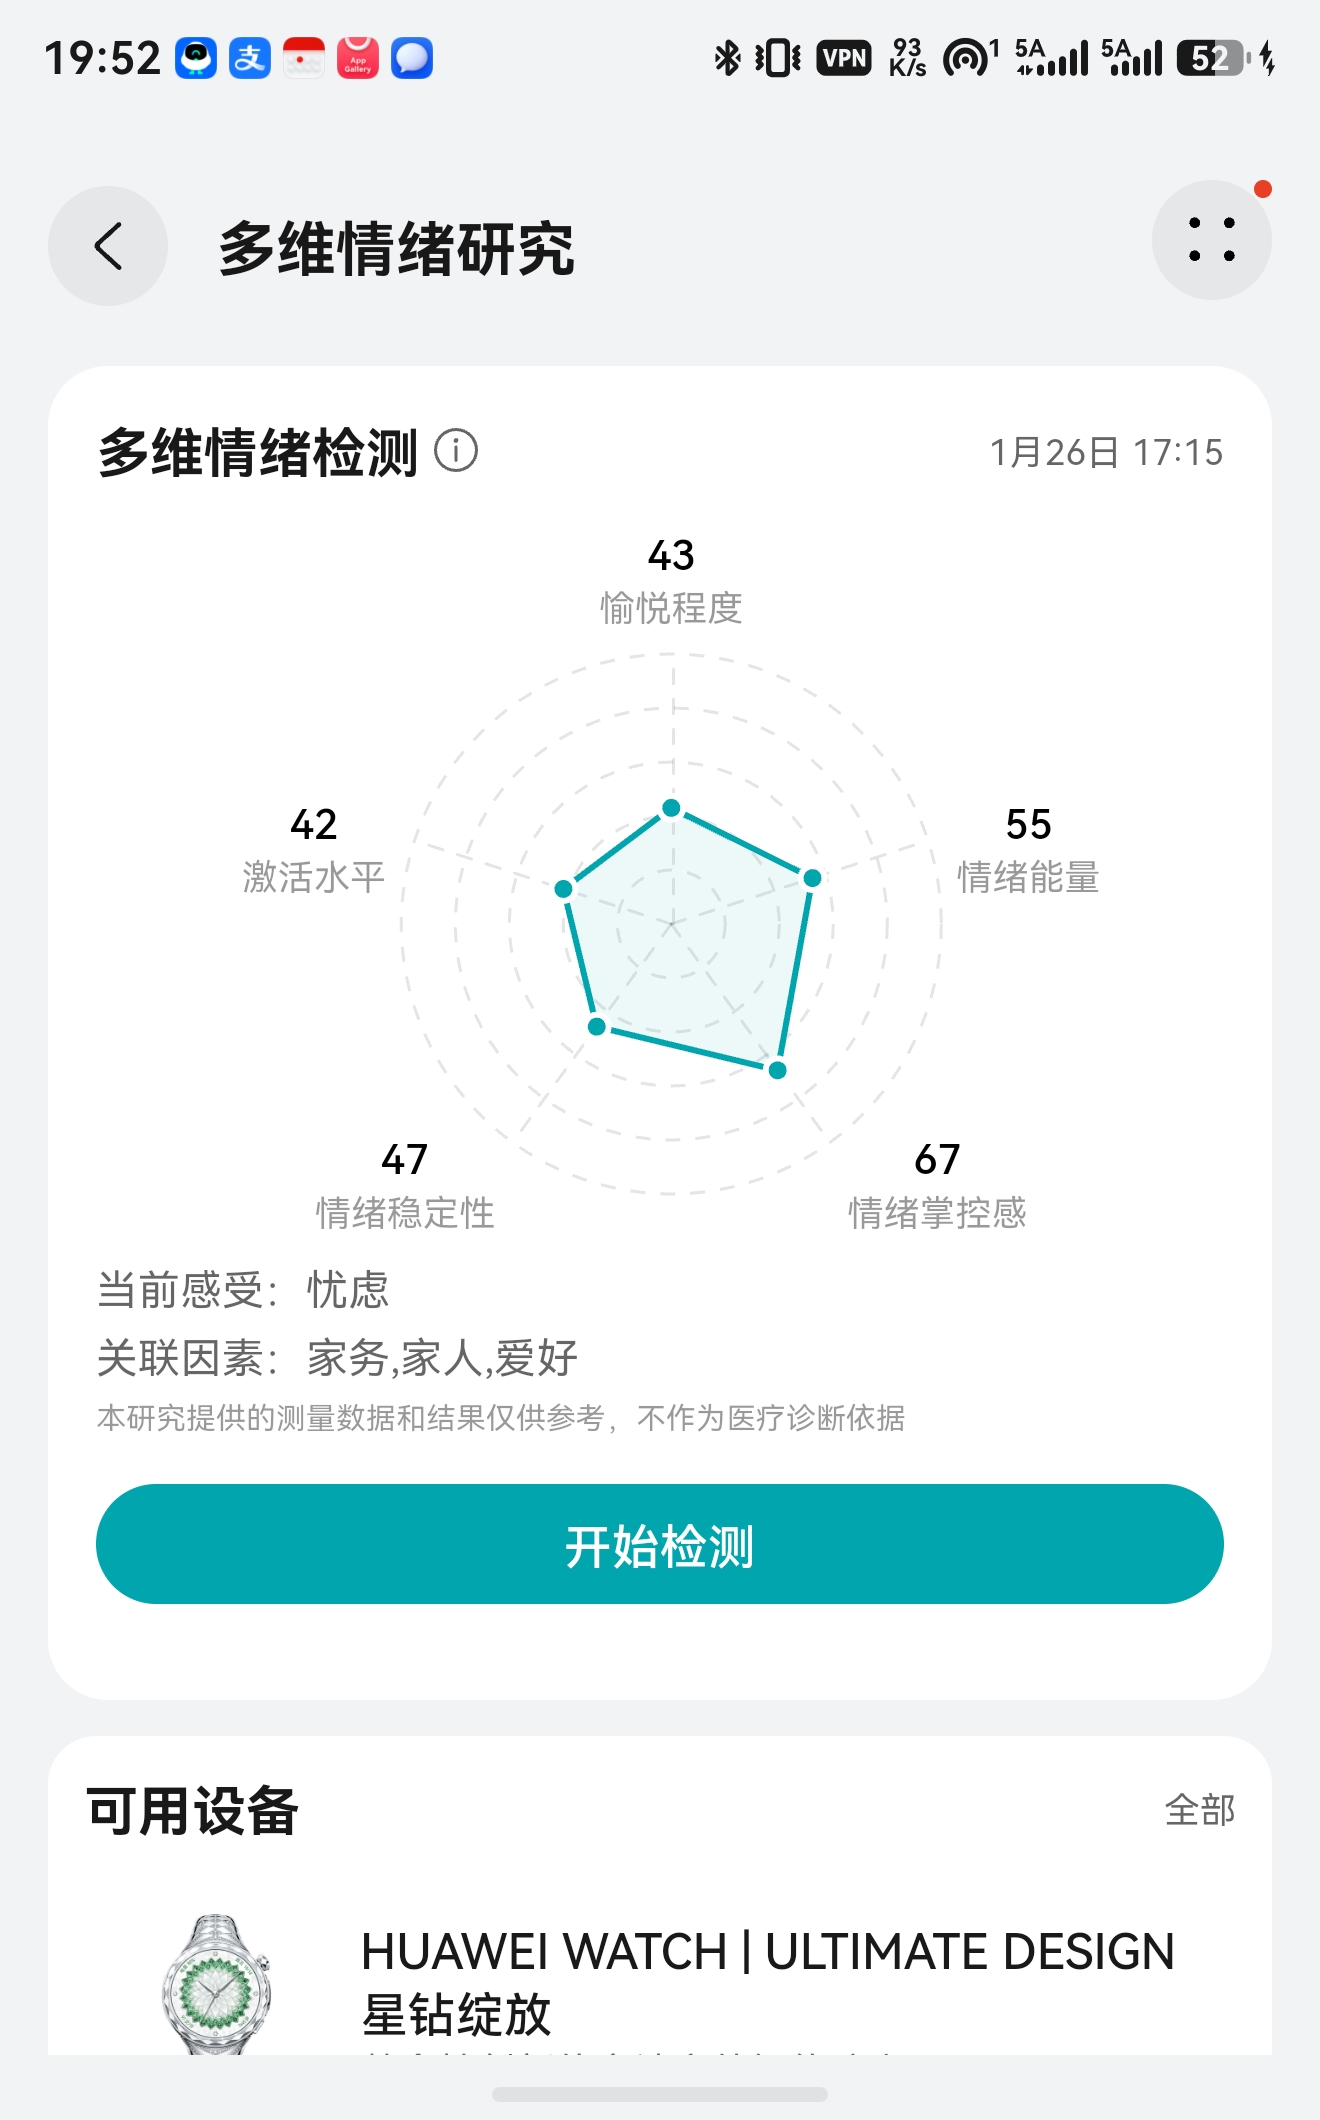 19:52
App Gallery
VPN
93 K/s
1
5A
5A
52
多维情绪研究
多维情绪检测
1月26日 17:15
43
愉悦程度
42
激活水平
55
情绪能量
47
情绪稳定性
67
情绪掌控感
当前感受：忧虑
关联因素：家务,家人,爱好
本研究提供的测量数据和结果仅供参考，不作为医疗诊断依据
开始检测
可用设备
全部
HUAWEI WATCH | ULTIMATE DESIGN
星钻绽放